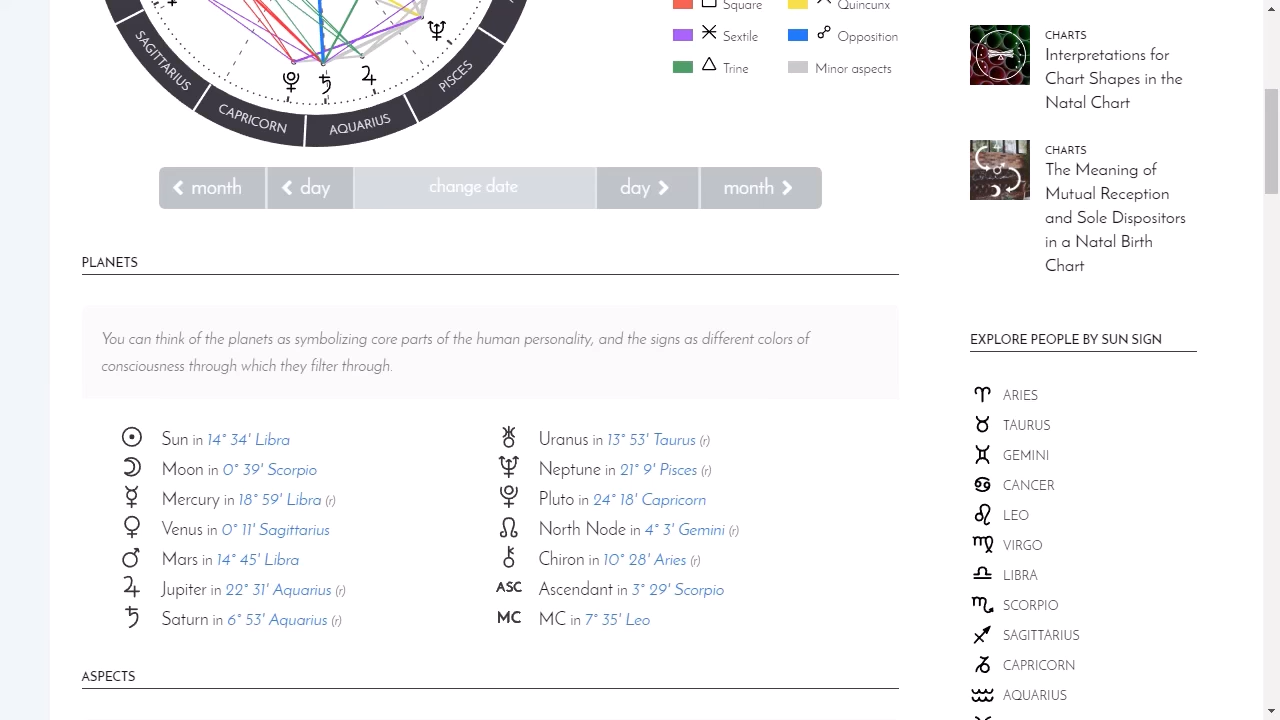 SAGITTARIUS
CAPRICORN
AQUARIUS
PISCES
Square
Quincunx
Sextile
Opposition
Trine
Minor aspects
month
day
change date
day
month
PLANETS
You can think of the planets as symbolizing core parts of the human personality, and the signs as different colors of
consciousness through which they filter through.
Sun in 14° 34' Libra
Moon in 0° 39' Scorpio
Mercury in 18° 59' Libra (r)
Venus in 0° 11' Sagittarius
Mars in 14° 45' Libra
Jupiter in 22° 31' Aquarius (r)
Saturn in 6° 53' Aquarius (r)
Uranus in 13° 53' Taurus (r)
Neptune in 21° 9' Pisces (r)
Pluto in 24° 18' Capricorn
North Node in 4° 3' Gemini (r)
Chiron in 10° 28' Aries (r)
ASC Ascendant in 3° 29' Scorpio
MC MC in 7° 35' Leo
ASPECTS
CHARTS
Interpretations for
Chart Shapes in the
Natal Chart
CHARTS
The Meaning of
Mutual Reception
and Sole Dispositors
in a Natal Birth
Chart
EXPLORE PEOPLE BY SUN SIGN
ARIES
TAURUS
GEMINI
CANCER
LEO
VIRGO
LIBRA
SCORPIO
SAGITTARIUS
CAPRICORN
AQUARIUS